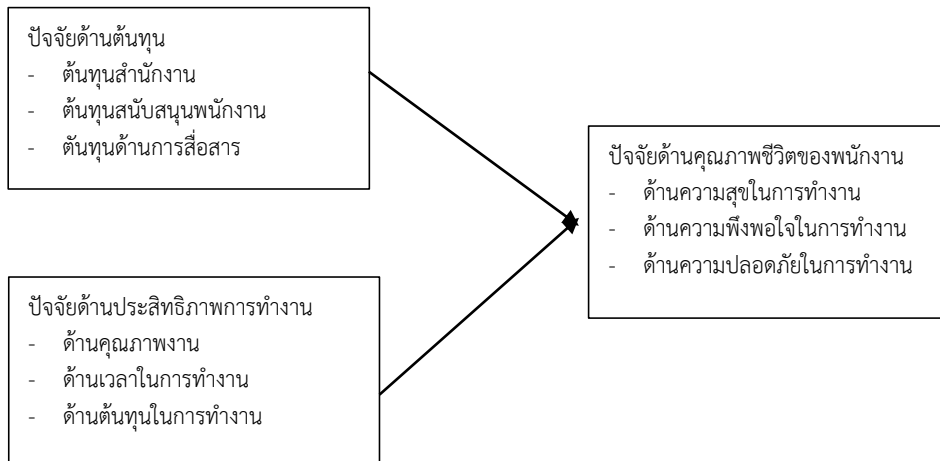 ปัจจัยด้านต้นทุน
- ต้นทุนสำนักงาน
- ต้นทุนสนับสนุนพนักงาน
- ตันทุนด้านการสื่อสาร
ปัจจัยด้านประสิทธิภาพการทำงาน
- ด้านคุณภาพงาน
- ด้านเวลาในการทำงาน
- ด้านต้นทุนในการทำงาน
ปัจจัยด้านคุณภาพชีวิตของพนักงาน
- ด้านความสุขในการทำงาน
- ด้านความพึงพอใจในการทำงาน
- ด้านความปลอดภัยในการทำงาน